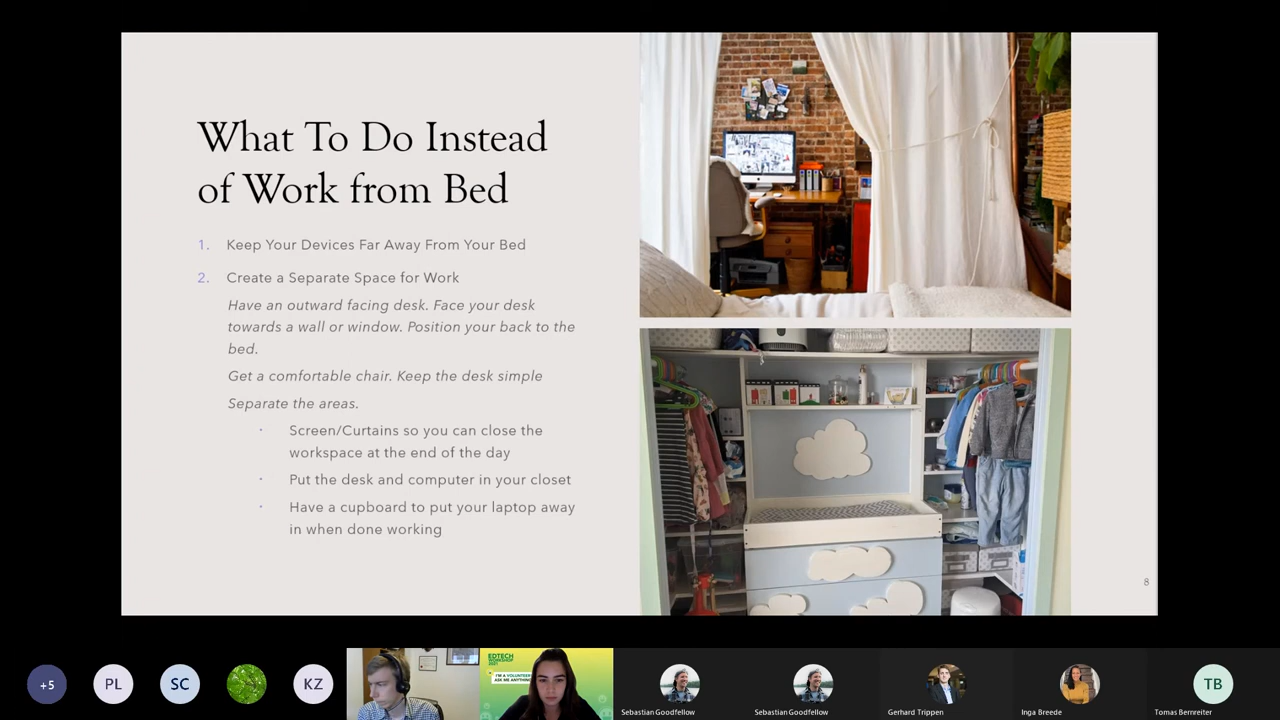 What To Do Instead
of Work from Bed
1. Keep Your Devices Far Away From Your Bed
2. Create a Separate Space for Work
Have an outward facing desk. Face your desk
towards a wall or window. Position your back to the
bed.
Get a comfortable chair. Keep the desk simple
Separate the areas.
· Screen/Curtains so you can close the
workspace at the end of the day
· Put the desk and computer in your closet
· Have a cupboard to put your laptop away
in when done working
8
+5
PL
SC
KZ
EDTECH
WORKSHOP
2021
I'M A VOLUNTEER
ASK ME ANYTHING
Sebastian Goodfellow
Sebastian Goodfellow
Gerhard Trippen
Inga Breede
TB
Tomas Bernreiter